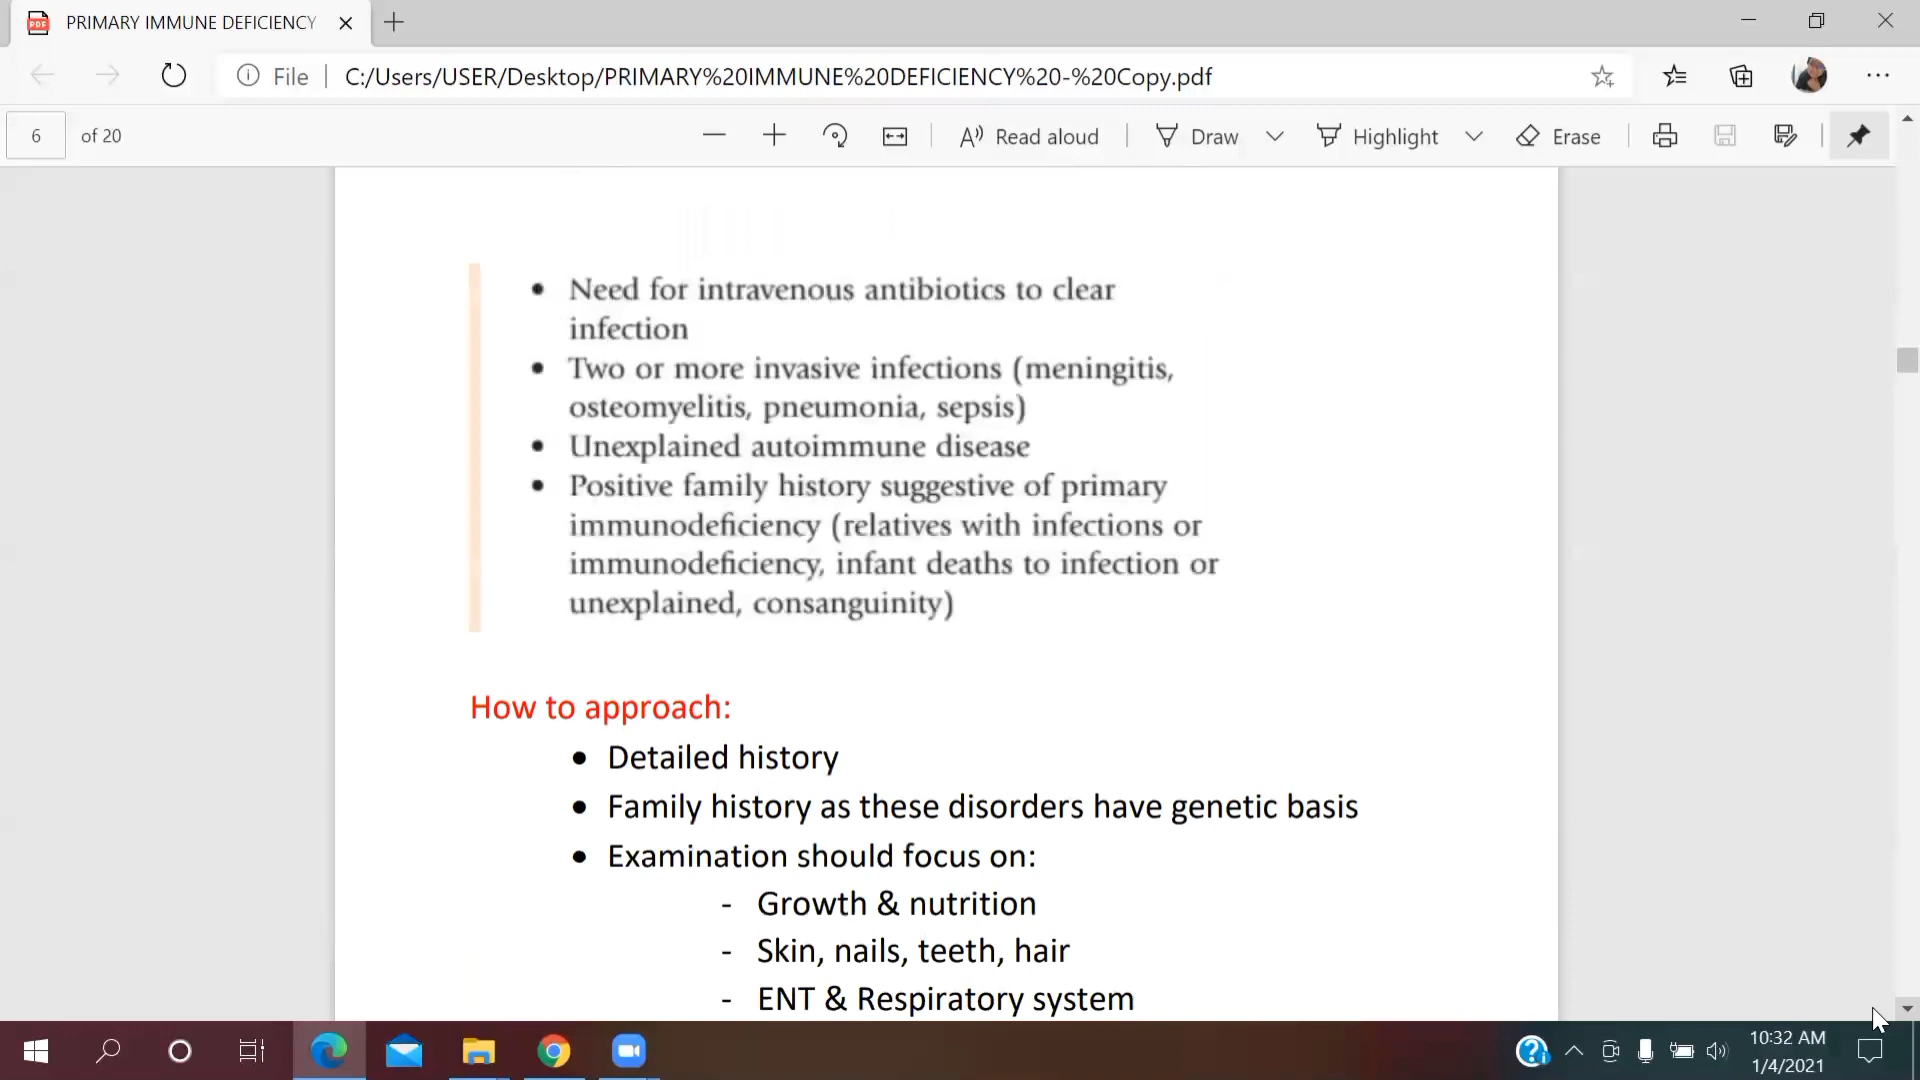 PRIMARY IMMUNE DEFICIENCY
File
C:/Users/USER/Desktop/PRIMARY%20IMMUNE%20DEFICIENCY%20-%20Copy.pdf
6 of 20
Read aloud
Draw
Highlight
Erase
• Need for intravenous antibiotics to clear
infection
• Two or more invasive infections (meningitis,
osteomyelitis, pneumonia, sepsis)
• Unexplained autoimmune disease
• Positive family history suggestive of primary
immunodeficiency (relatives with infections or
immunodeficiency, infant deaths to infection or
unexplained, consanguinity)
How to approach:
• Detailed history
• Family history as these disorders have genetic basis
• Examination should focus on:
- Growth & nutrition
- Skin, nails, teeth, hair
- ENT & Respiratory system
10:32 AM
1/4/2021